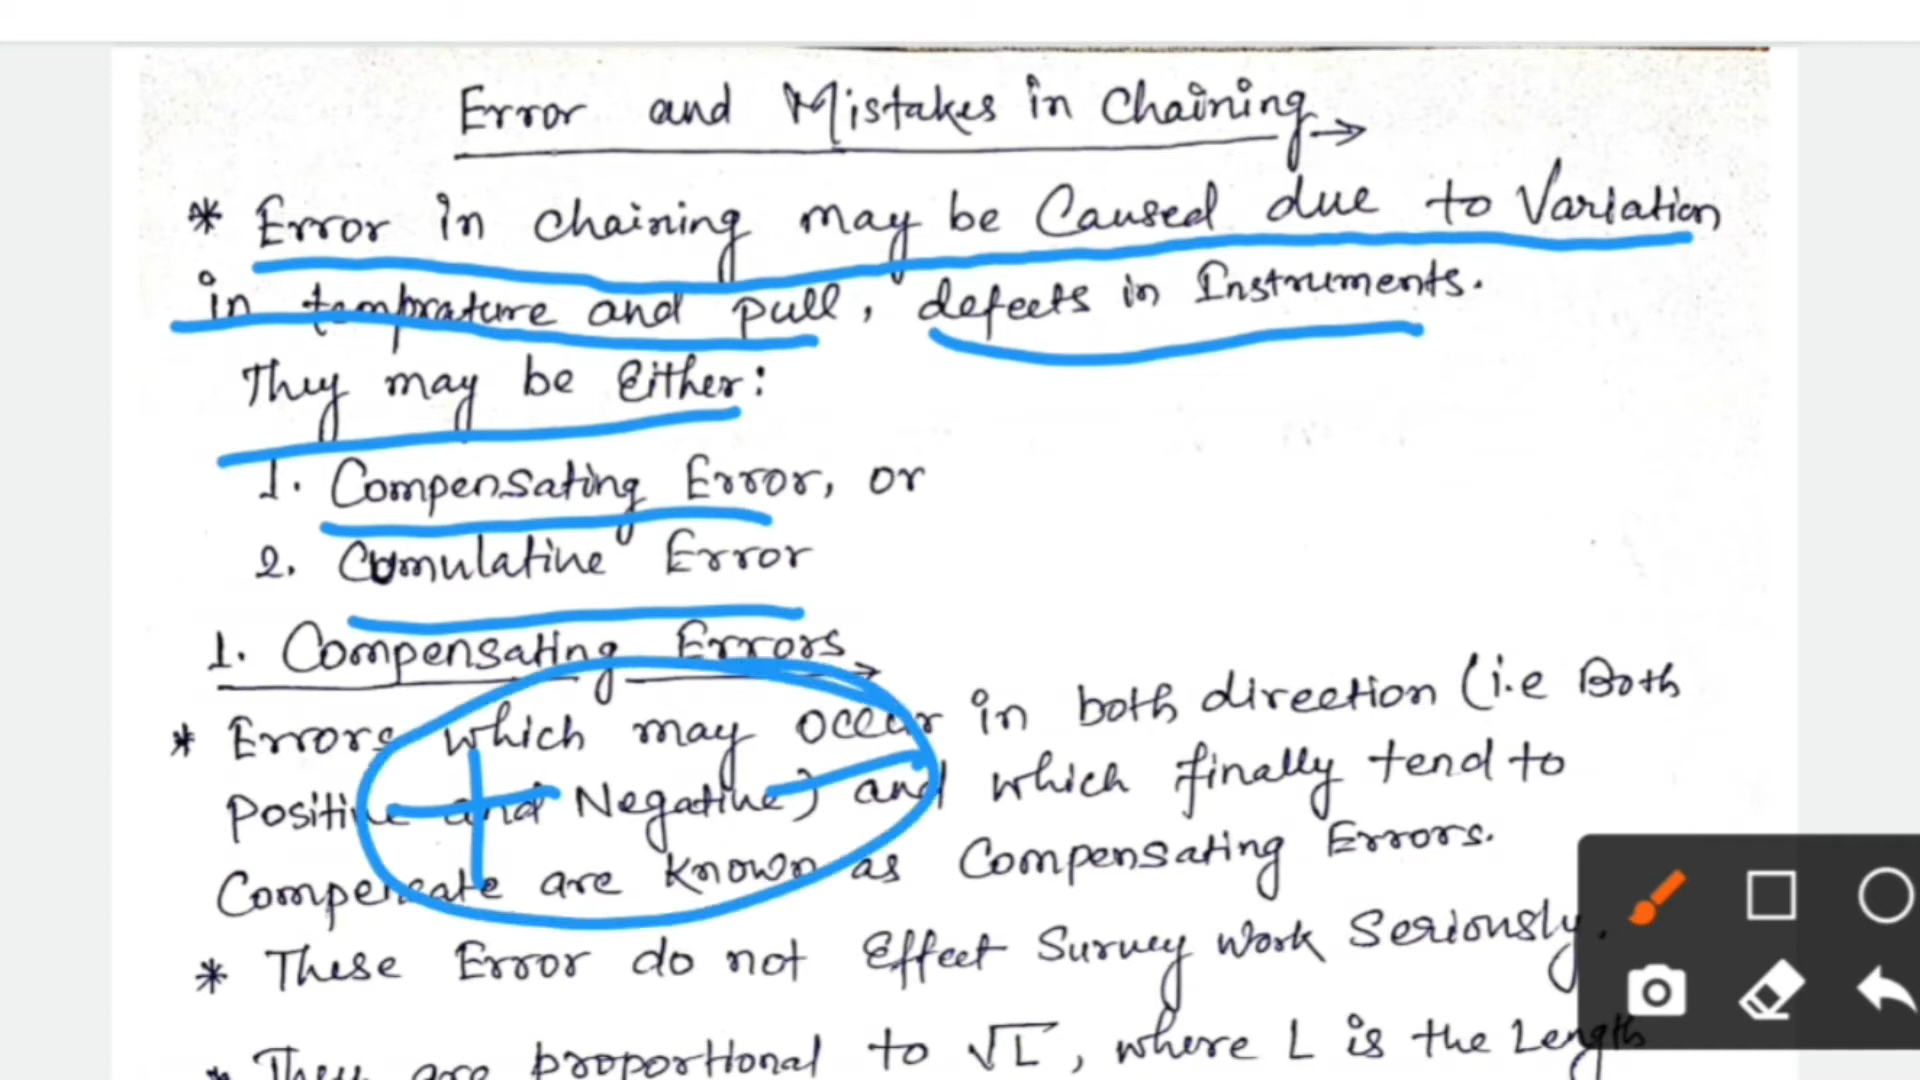 Error and Mistakes in Chaining →
* Error in chaining may be Caused due to Variation
in temprature and pull, defects in Instruments.
They may be Either:
1. Compensating Error, or
2. Cumulative Error
1. Compensating Errors →
* Errors which may occur in both direction (i.e Both
Positive and Negative) and which finally tend to
Compensate are known as Compensating Errors.
* These Error do not Effect Survey Work Seriously.
* They are proportional to √L, where L is the Length